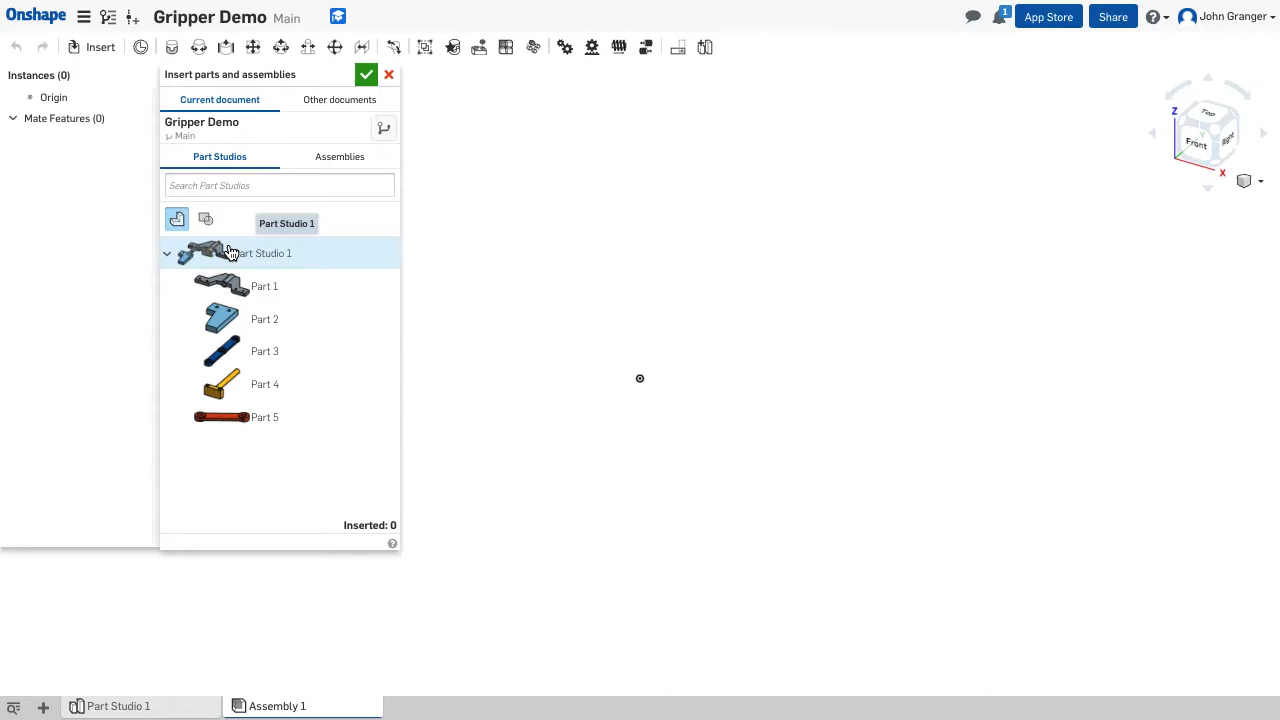 Onshape
Gripper Demo Main
1
App Store
Share
John Granger
Insert
Instances (0)
Origin
Mate Features (0)
Insert parts and assemblies
Current document
Other documents
Gripper Demo
Main
Part Studios
Assemblies
Search Part Studios
Part Studio 1
Part Studio 1
Part 1
Part 2
Part 3
Part 4
Part 5
Inserted: 0
Z
Top
Y
Front
Right
X
Part Studio 1
Assembly 1